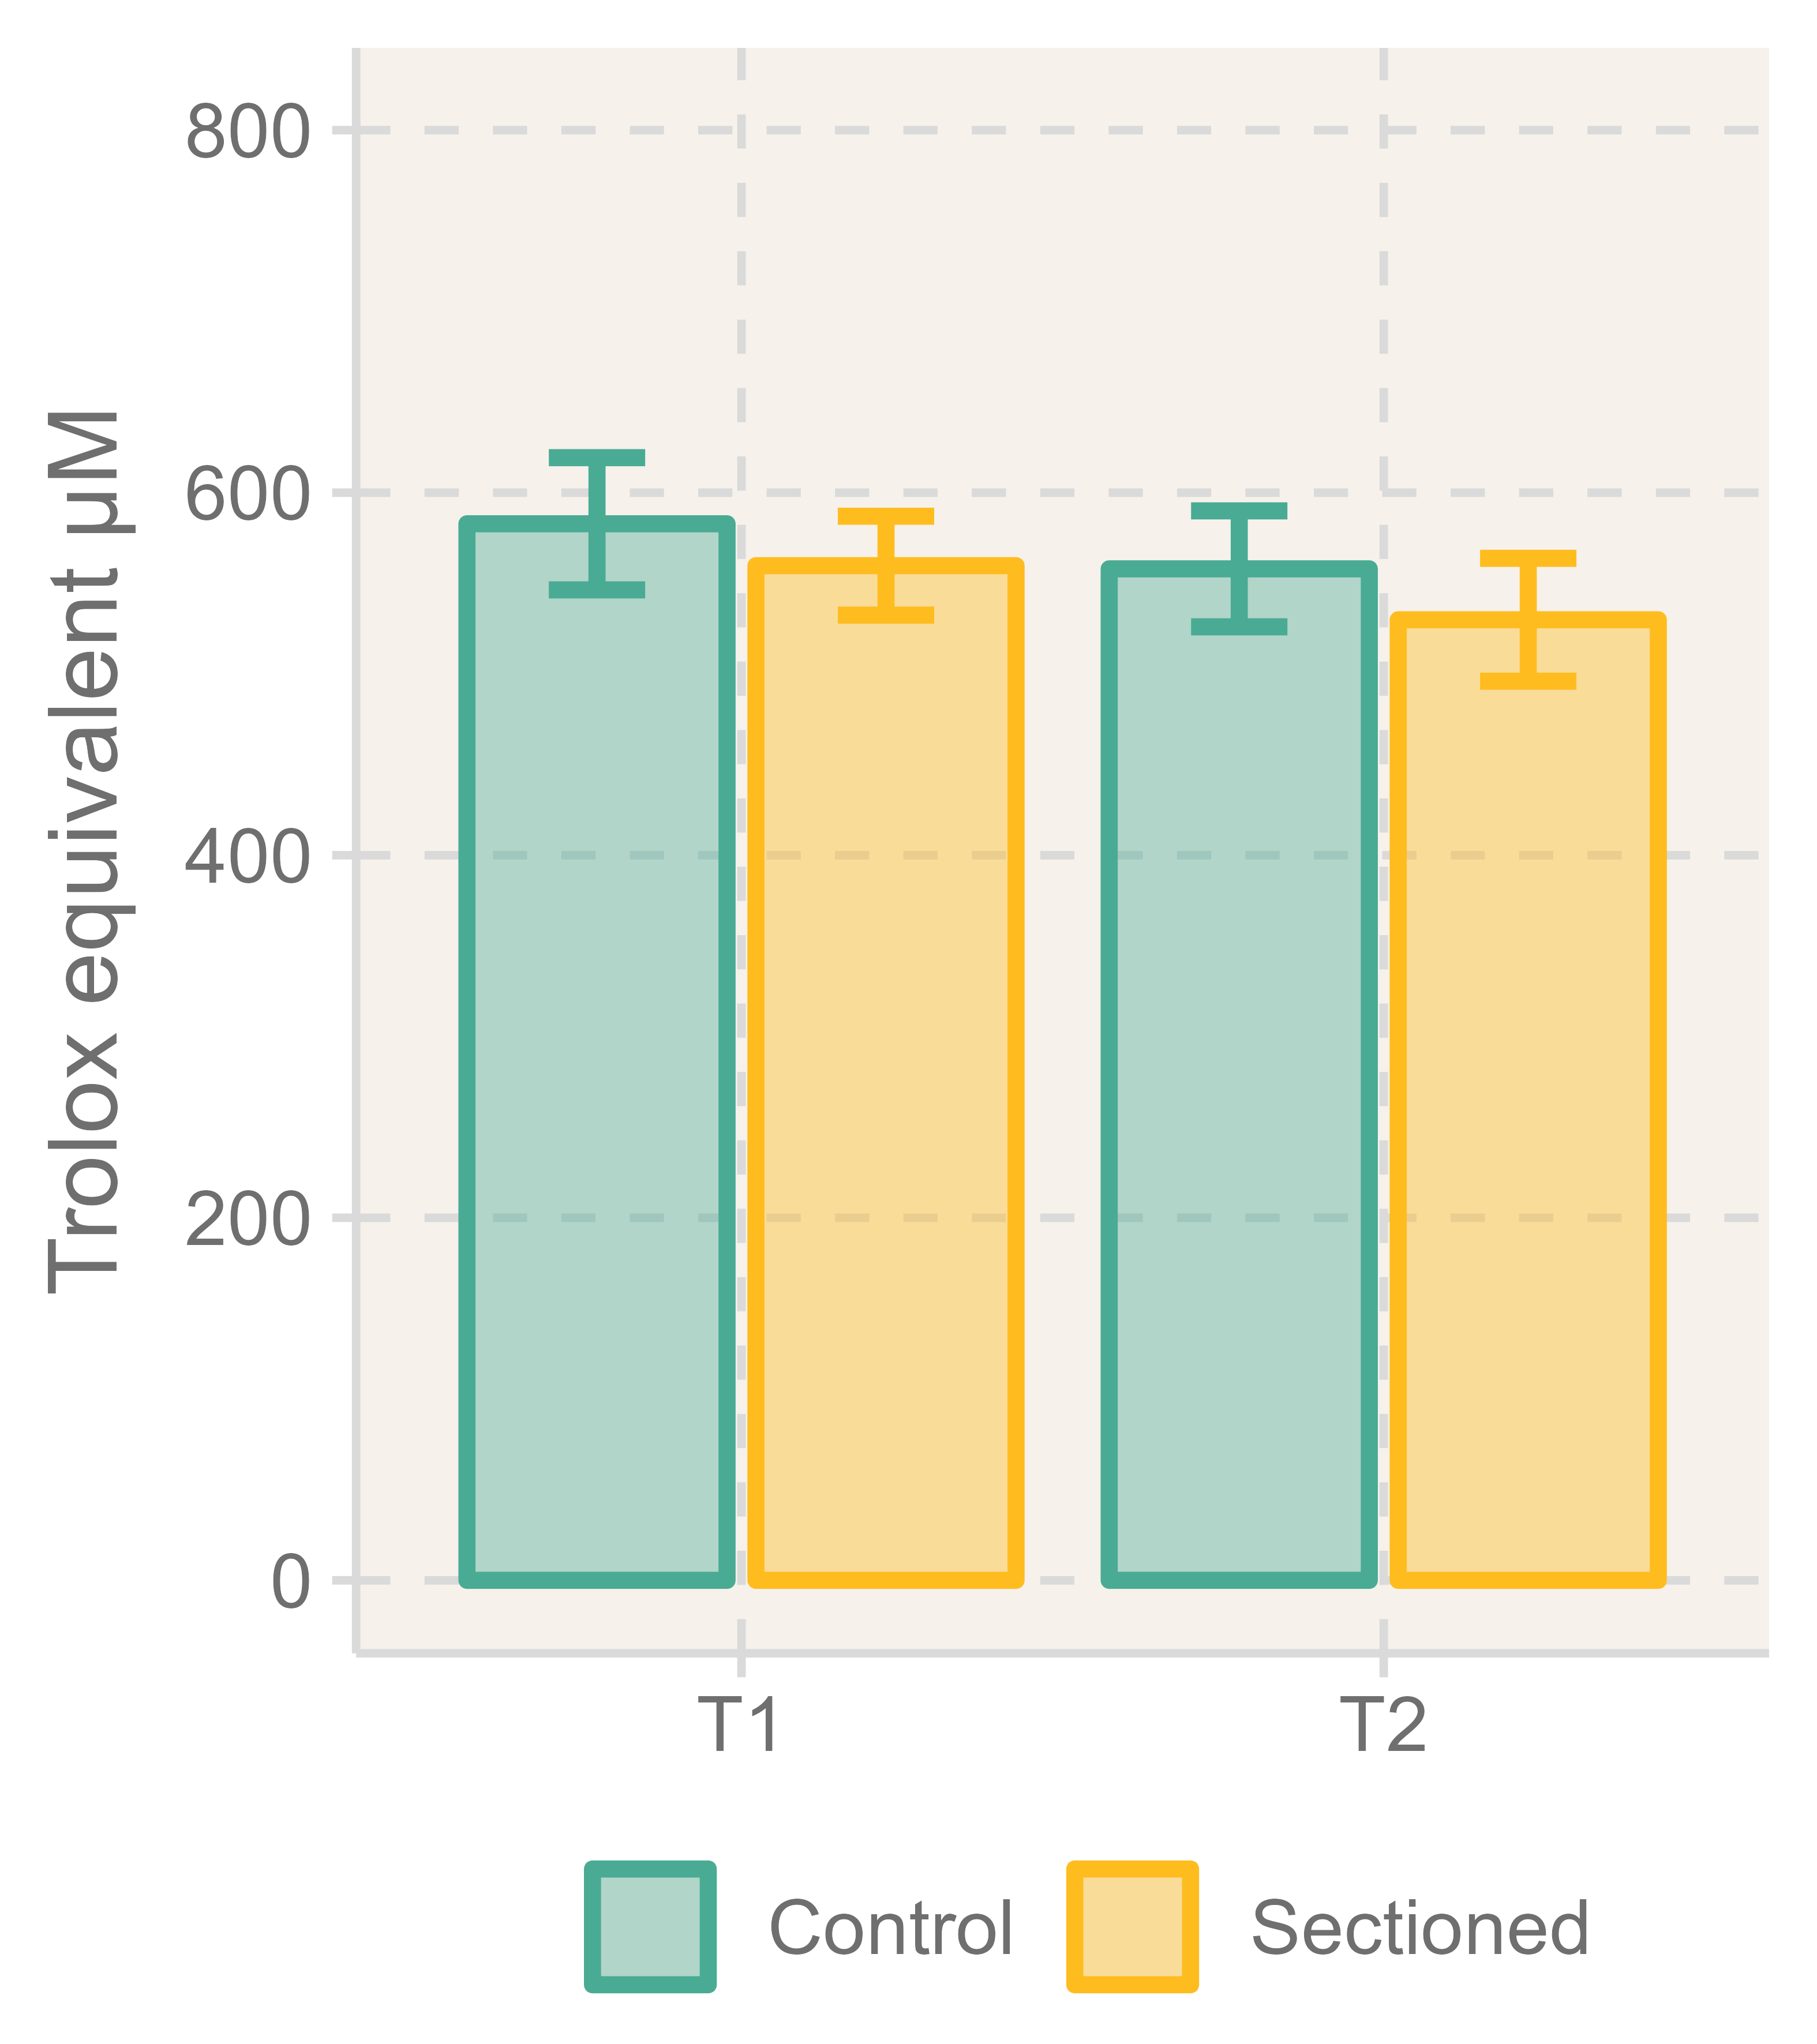 Trolox equivalent µM
800
600
400
200
0
T1 T2
Control Sectioned